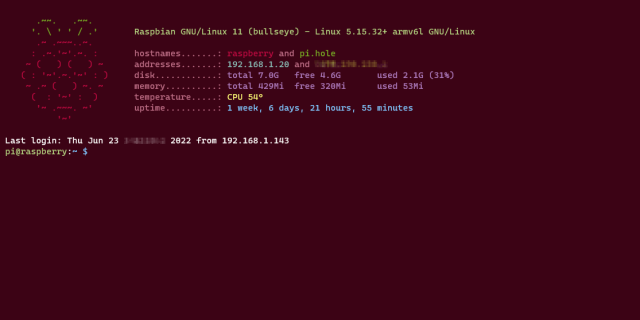 Raspbian GNU/Linux 11 (bullseye) - Linux 5.15.32+ armv6l GNU/Linux
hostnames.......: raspberry and pi.hole
addresses.......: 192.168.1.20 and
disk............: total 7.0G free 4.6G used 2.1G (31%)
memory..........: total 429Mi free 320Mi used 53Mi
temperature.....: CPU 54°
uptime..........: 1 week, 6 days, 21 hours, 55 minutes
Last login: Thu Jun 23 2022 from 192.168.1.143
pi@raspberry:~ $